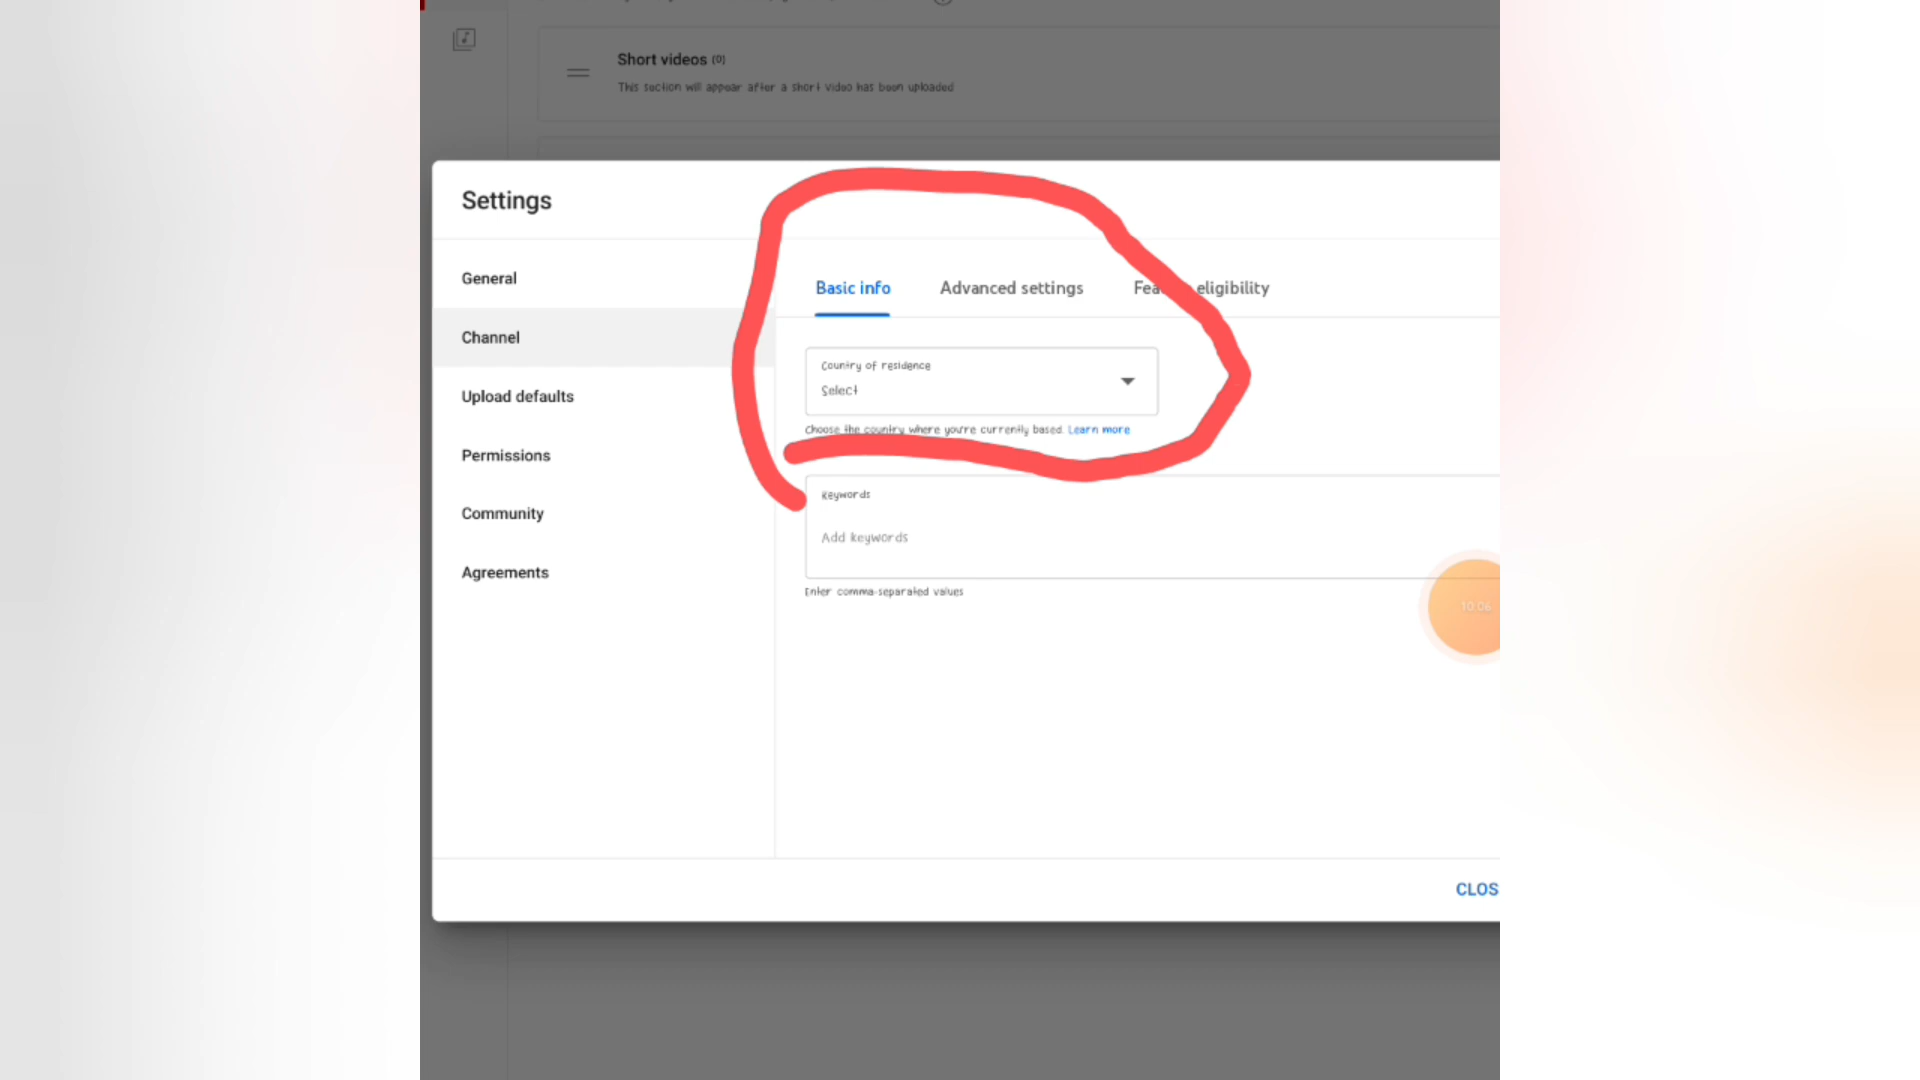 Short videos (0)
This section will appear after a short video has been uploaded
Settings
General
Channel
Upload defaults
Permissions
Community
Agreements
Basic info
Advanced settings
eligibility
Country of residence
Select
Choose the country where you're currently based. Learn more
Keywords
Add keywords
Enter comma-separated values
10:06
CLOS